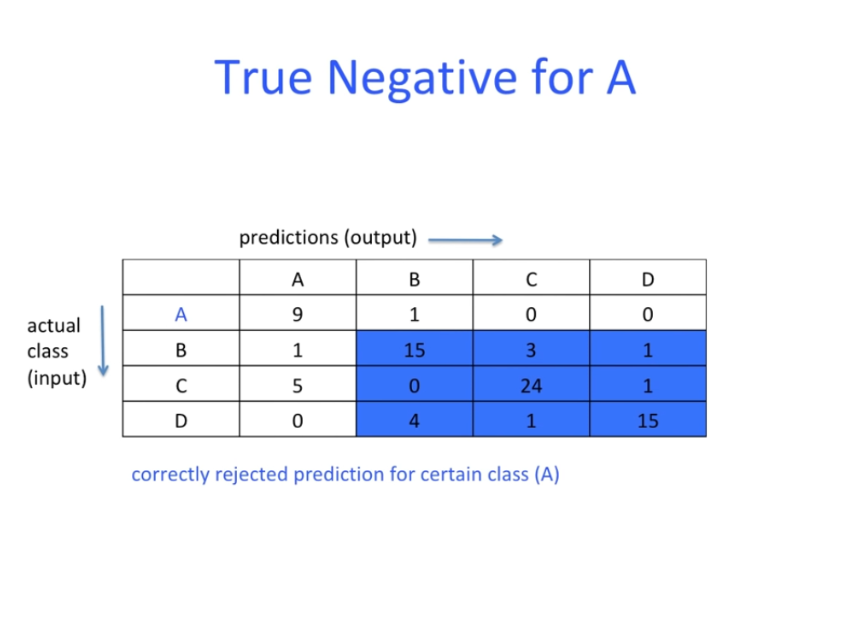 True Negative for A
predictions (output)
A B C D
A 9 1 0 0
B 1 15 3 1
C 5 0 24 1
D 0 4 1 15
actual
class
(input)
correctly rejected prediction for certain class (A)